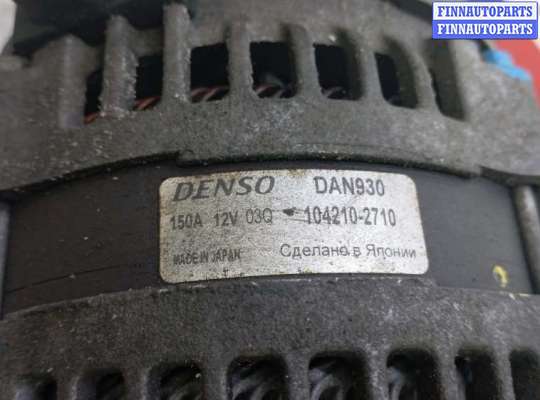 FINNAUTOPARTS
FINNAUTOPARTS
DENSO DAN930
150A 12V 03Q 104210-2710
MADE IN JAPAN Сделано в Японии